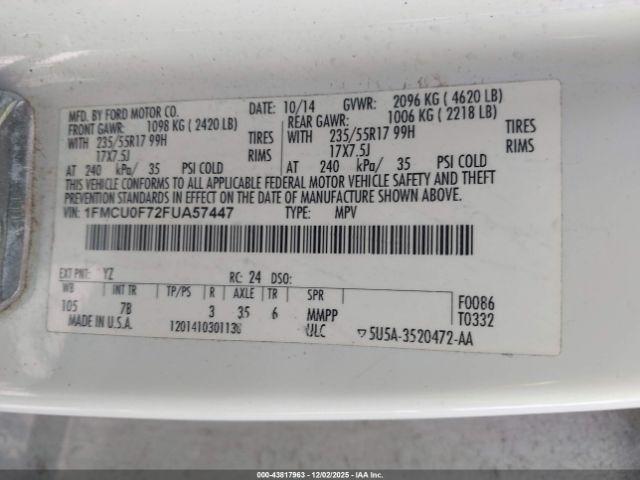 MFD. BY FORD MOTOR CO.
DATE: 10/14 GVWR: 2096 KG ( 4620 LB)
FRONT GAWR: 1098 KG ( 2420 LB) REAR GAWR: 1006 KG ( 2218 LB)
WITH 235/55R17 99H TIRES WITH 235/55R17 99H TIRES
17X7.5J RIMS 17X7.5J RIMS
AT 240 kPa/ 35 PSI COLD AT 240 kPa/ 35 PSI COLD
THIS VEHICLE CONFORMS TO ALL APPLICABLE FEDERAL MOTOR VEHICLE SAFETY AND THEFT
PREVENTION STANDARDS IN EFFECT ON THE DATE OF MANUFACTURE SHOWN ABOVE.
VIN: 1FMCU0F72FUA57447 TYPE: MPV
EXT PNT: YZ RC: 24 DSO:
WB INT TR TP/PS R AXLE TR SPR
105 7B 3 35 6 MMPP F0086
T0332
MADE IN U.S.A. 1201410301138 ULC ▽5U5A-3520472-AA
000-43817963 - 12/02/2025 - IAAI.com